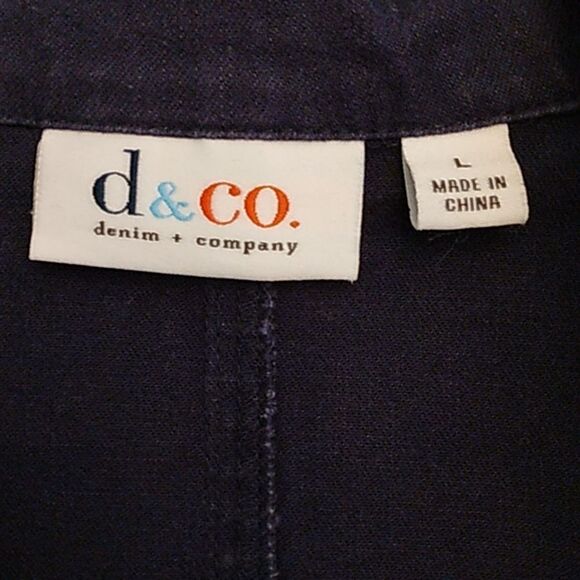 d&co.
denim + company
L
MADE IN
CHINA